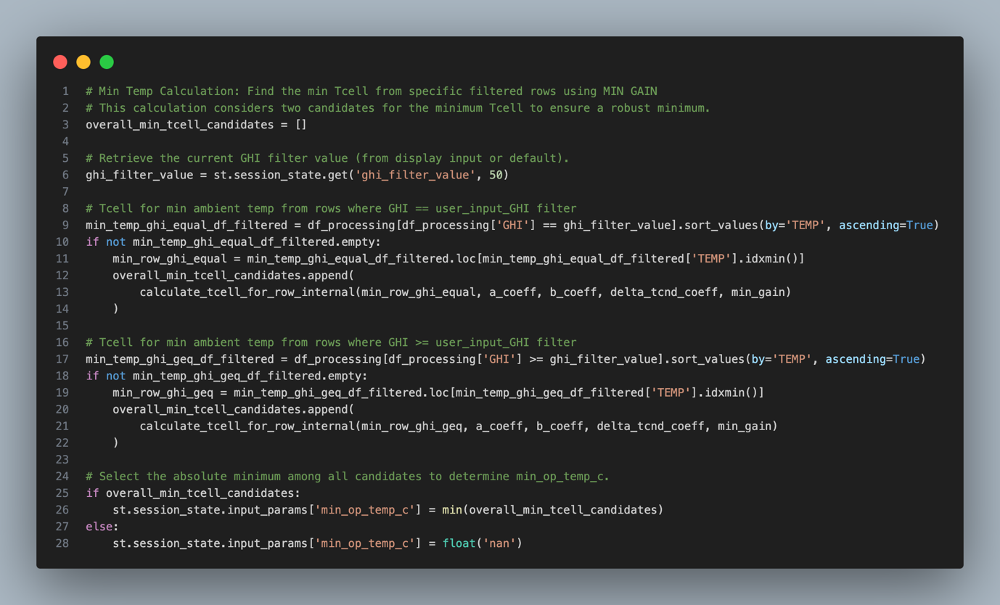 1 # Min Temp Calculation: Find the min Tcell from specific filtered rows using MIN GAIN
2 # This calculation considers two candidates for the minimum Tcell to ensure a robust minimum.
3 overall_min_tcell_candidates = []
4
5 # Retrieve the current GHI filter value (from display input or default).
6 ghi_filter_value = st.session_state.get('ghi_filter_value', 50)
7
8 # Tcell for min ambient temp from rows where GHI == user_input_GHI filter
9 min_temp_ghi_equal_df_filtered = df_processing[df_processing['GHI'] == ghi_filter_value].sort_values(by='TEMP', ascending=True)
10 if not min_temp_ghi_equal_df_filtered.empty:
11     min_row_ghi_equal = min_temp_ghi_equal_df_filtered.loc[min_temp_ghi_equal_df_filtered['TEMP'].idxmin()]
12     overall_min_tcell_candidates.append(
13         calculate_tcell_for_row_internal(min_row_ghi_equal, a_coeff, b_coeff, delta_tcnd_coeff, min_gain)
14     )
15
16 # Tcell for min ambient temp from rows where GHI >= user_input_GHI filter
17 min_temp_ghi_geq_df_filtered = df_processing[df_processing['GHI'] >= ghi_filter_value].sort_values(by='TEMP', ascending=True)
18 if not min_temp_ghi_geq_df_filtered.empty:
19     min_row_ghi_geq = min_temp_ghi_geq_df_filtered.loc[min_temp_ghi_geq_df_filtered['TEMP'].idxmin()]
20     overall_min_tcell_candidates.append(
21         calculate_tcell_for_row_internal(min_row_ghi_geq, a_coeff, b_coeff, delta_tcnd_coeff, min_gain)
22     )
23
24 # Select the absolute minimum among all candidates to determine min_op_temp_c.
25 if overall_min_tcell_candidates:
26     st.session_state.input_params['min_op_temp_c'] = min(overall_min_tcell_candidates)
27 else:
28     st.session_state.input_params['min_op_temp_c'] = float('nan')